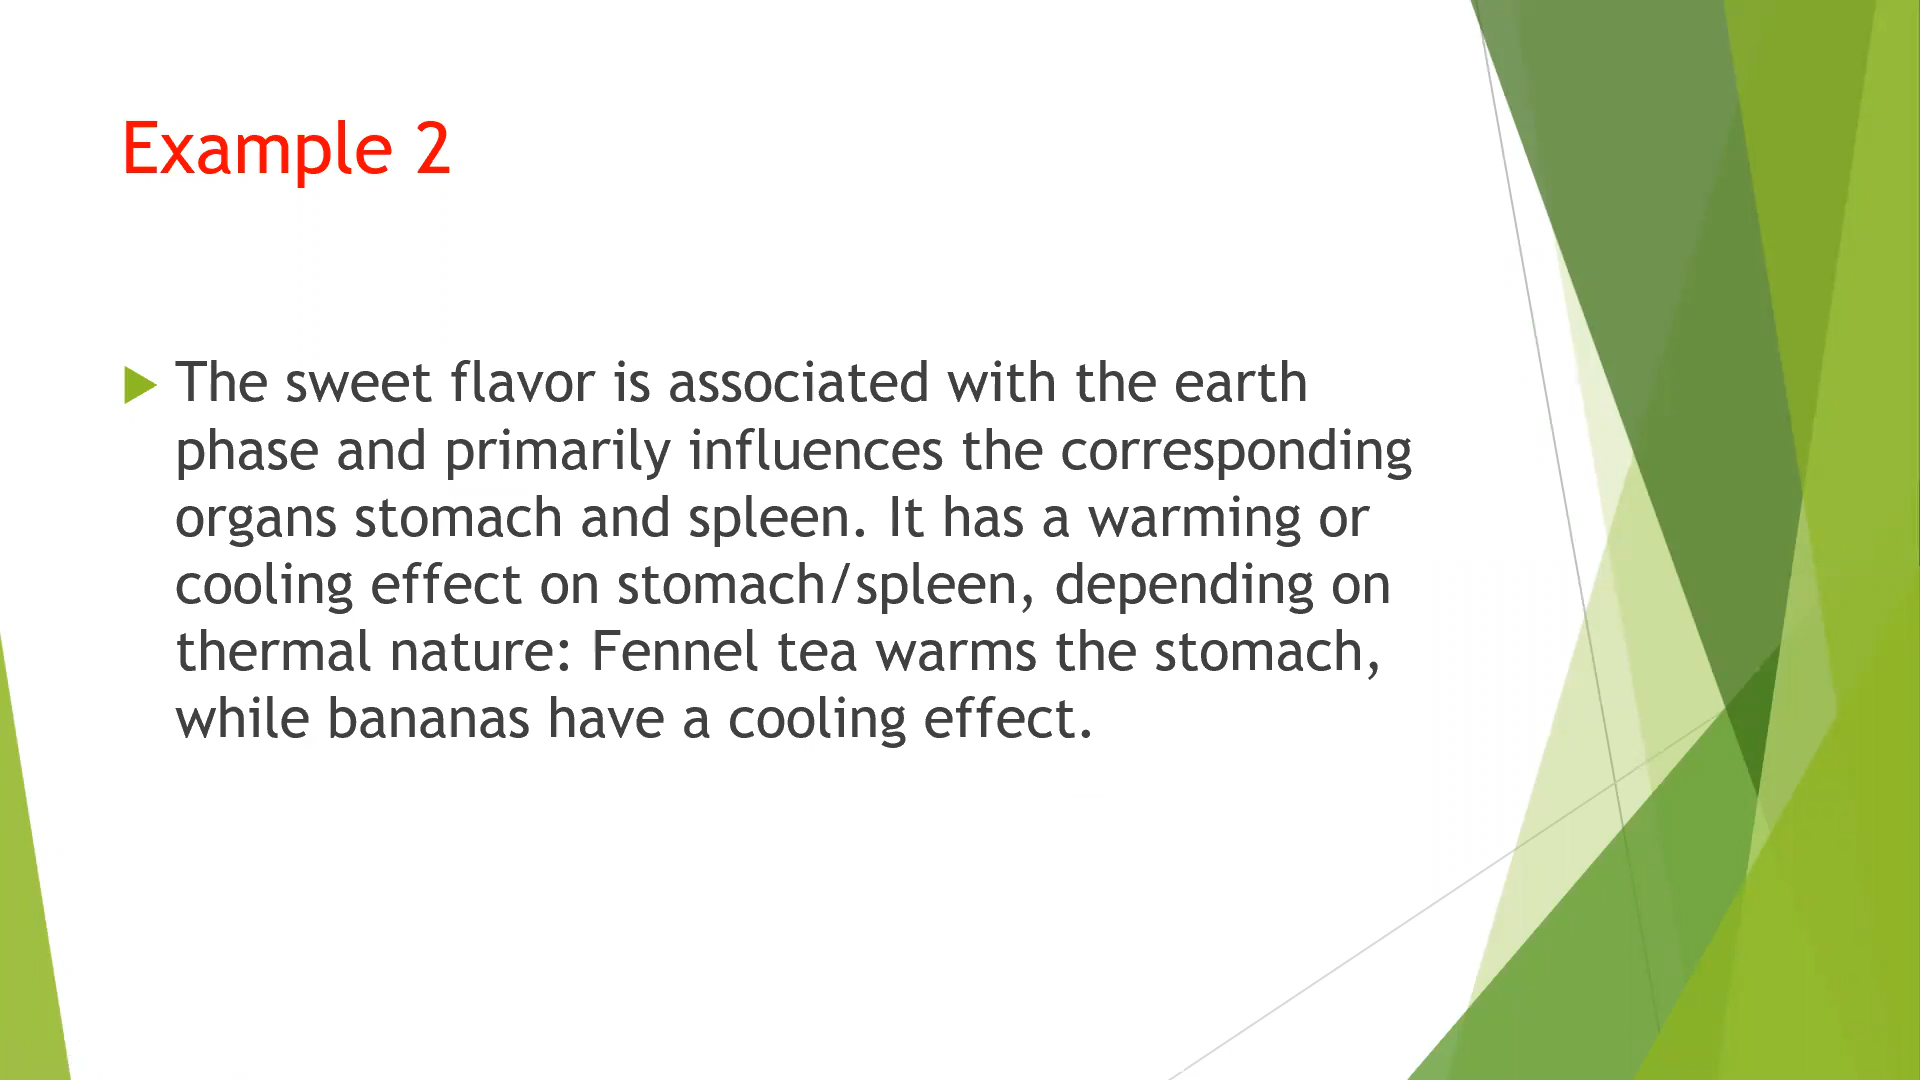 Example 2
The sweet flavor is associated with the earth
phase and primarily influences the corresponding
organs stomach and spleen. It has a warming or
cooling effect on stomach/spleen, depending on
thermal nature: Fennel tea warms the stomach,
while bananas have a cooling effect.